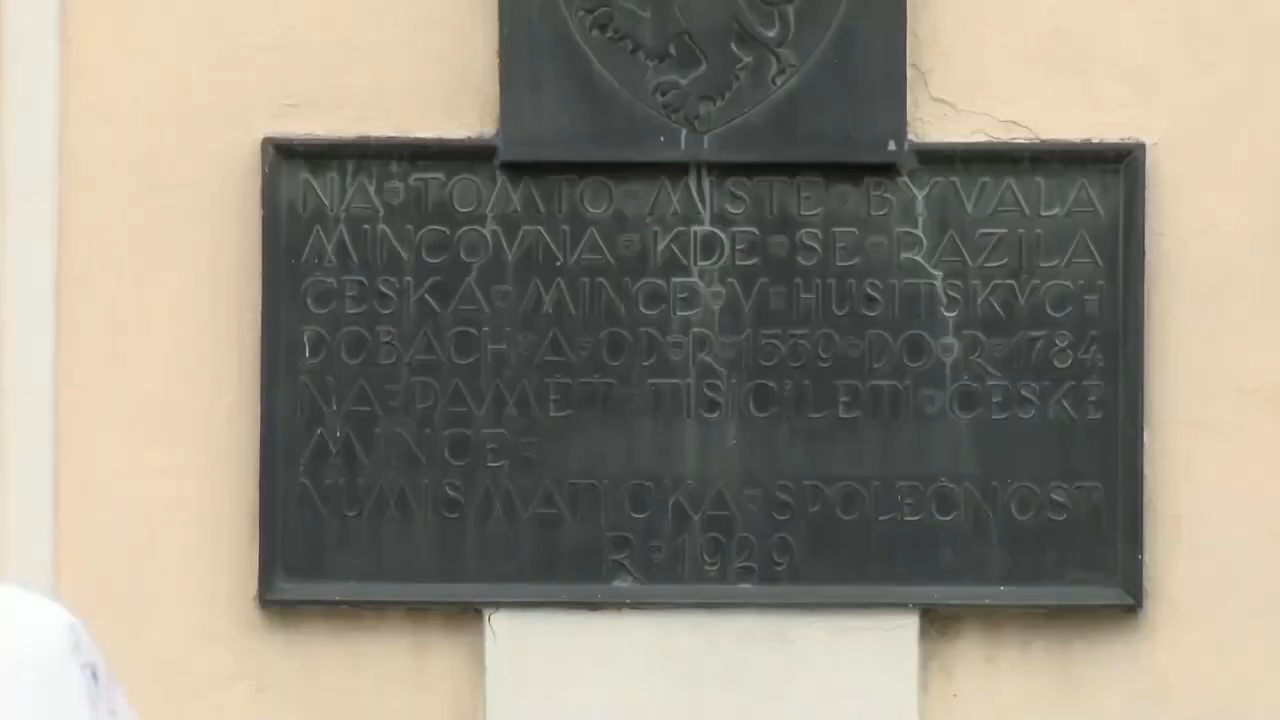 NA TOMTO MÍSTĚ BÝVALA
MINCOVNA KDE SE RAZILA
ČESKÁ MINCE V HUSITSKÝCH
DOBÁCH A OD R 1539 DO R 1784
NA PAMĚŤ TISÍCILETÍ ČESKÉ
MINCE
NUMISMATICKÁ SPOLEČNOST
R 1929